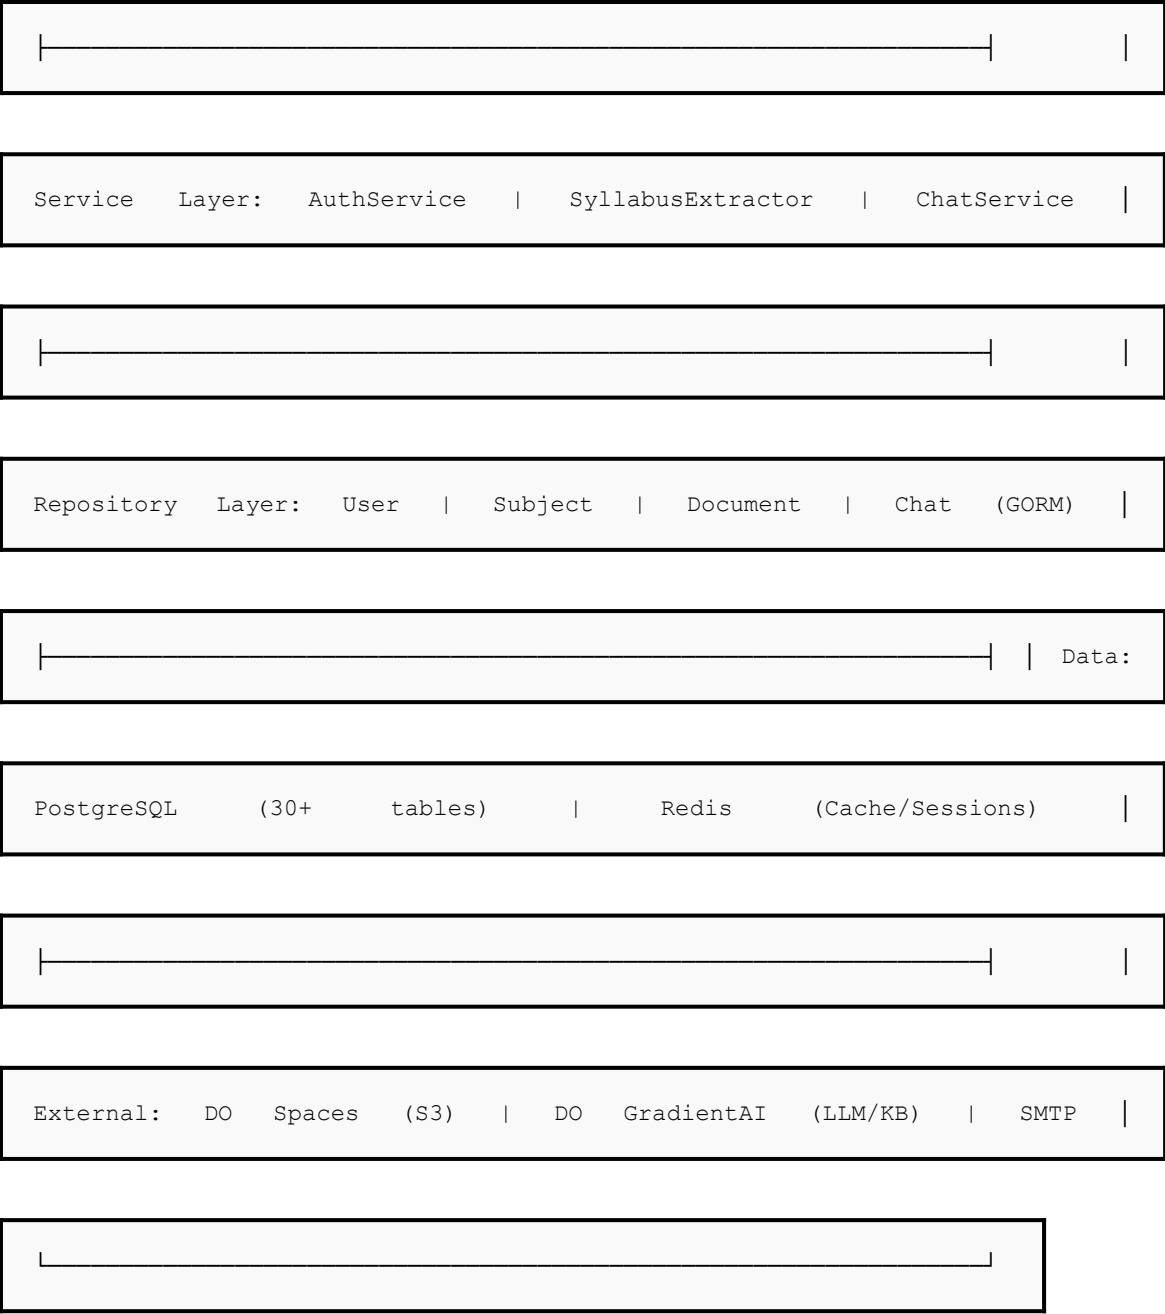 ├──────────────────────────────────────────────────────────────────┤ │
Service Layer: AuthService | SyllabusExtractor | ChatService │
├──────────────────────────────────────────────────────────────────┤ │
Repository Layer: User | Subject | Document | Chat (GORM) │
├──────────────────────────────────────────────────────────────────┤ │ Data:
PostgreSQL (30+ tables) | Redis (Cache/Sessions) │
├──────────────────────────────────────────────────────────────────┤ │
External: DO Spaces (S3) | DO GradientAI (LLM/KB) | SMTP │
└──────────────────────────────────────────────────────────────────┘